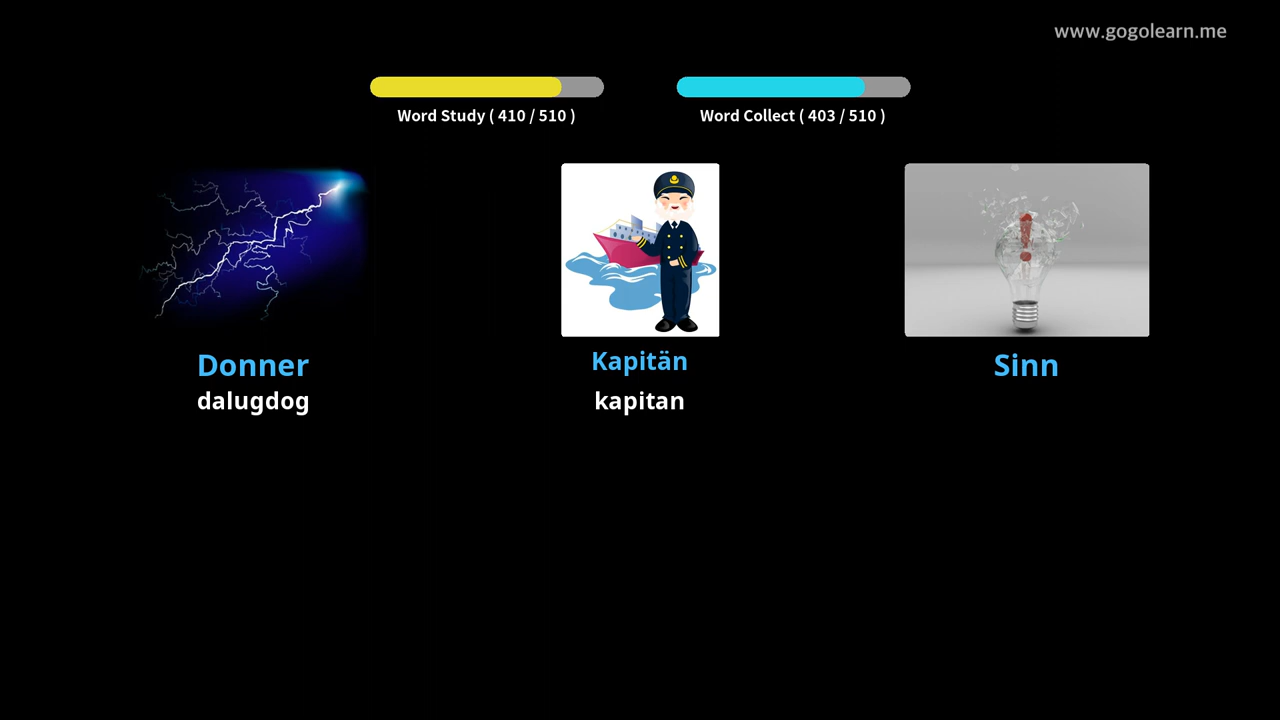 www.gogolearn.me
Word Study ( 410 / 510 )
Word Collect ( 403 / 510 )
Donner
dalugdog
Kapitän
kapitan
Sinn